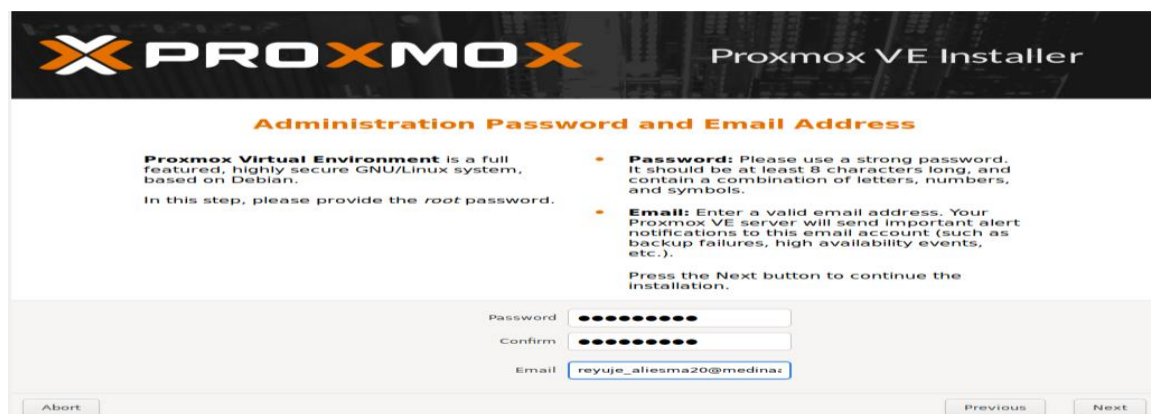 PROXMOX
Proxmox VE Installer
Administration Password and Email Address
Proxmox Virtual Environment is a full
featured, highly secure GNU/Linux system,
based on Debian.
In this step, please provide the root password.
• Password: Please use a strong password.
It should be at least 8 characters long, and
contain a combination of letters, numbers,
and symbols.
• Email: Enter a valid email address. Your
Proxmox VE server will send important alert
notifications to this email account (such as
backup failures, high availability events,
etc.).
Press the Next button to continue the
installation.
Password ●●●●●●●●●
Confirm ●●●●●●●●●
Email reyuje_aliesma20@medina
Abort
Previous
Next